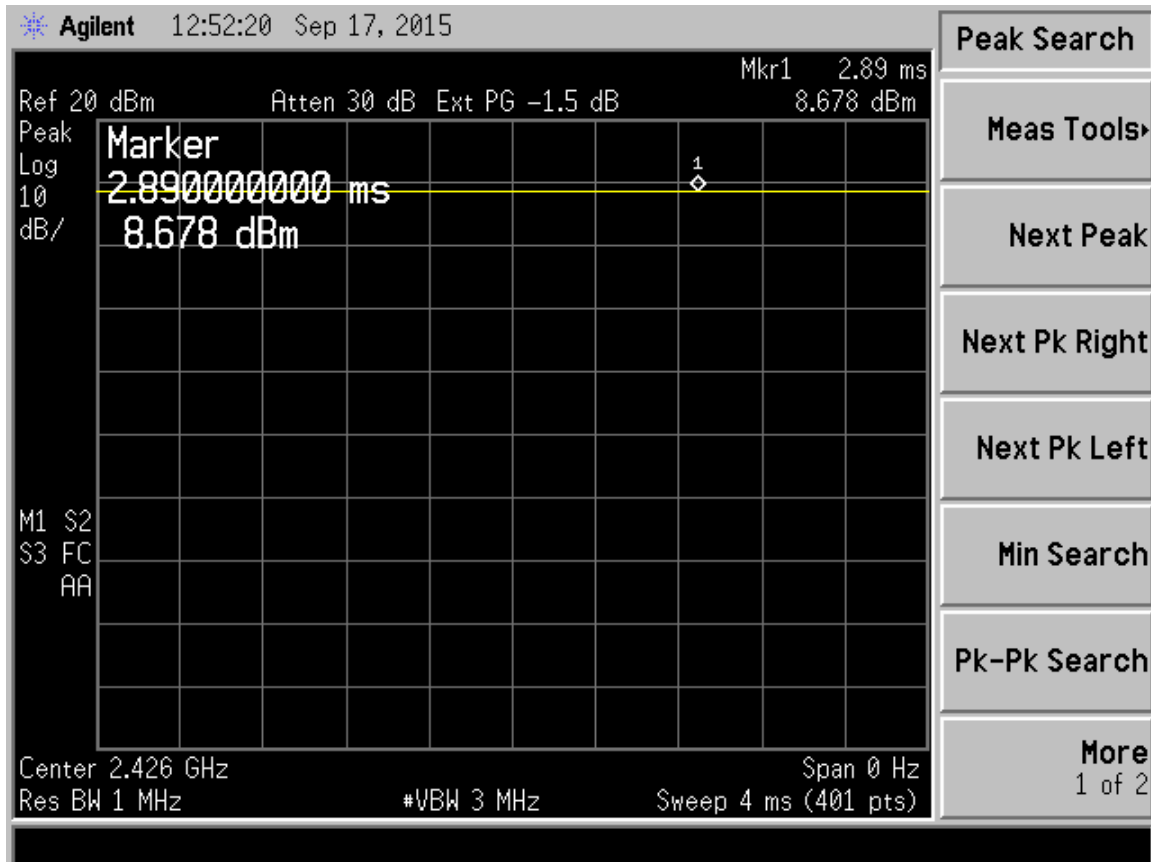 Agilent 12:52:20 Sep 17, 2015
Peak Search
Mkr1 2.89 ms
Ref 20 dBm Atten 30 dB Ext PG -1.5 dB 8.678 dBm
Peak
Log
10
dB/
Marker
2.890000000 ms
8.678 dBm
1
M1 S2
S3 FC
AA
Center 2.426 GHz Span 0 Hz
Res BW 1 MHz #VBW 3 MHz Sweep 4 ms (401 pts)
Meas Tools
Next Peak
Next Pk Right
Next Pk Left
Min Search
Pk-Pk Search
More
1 of 2